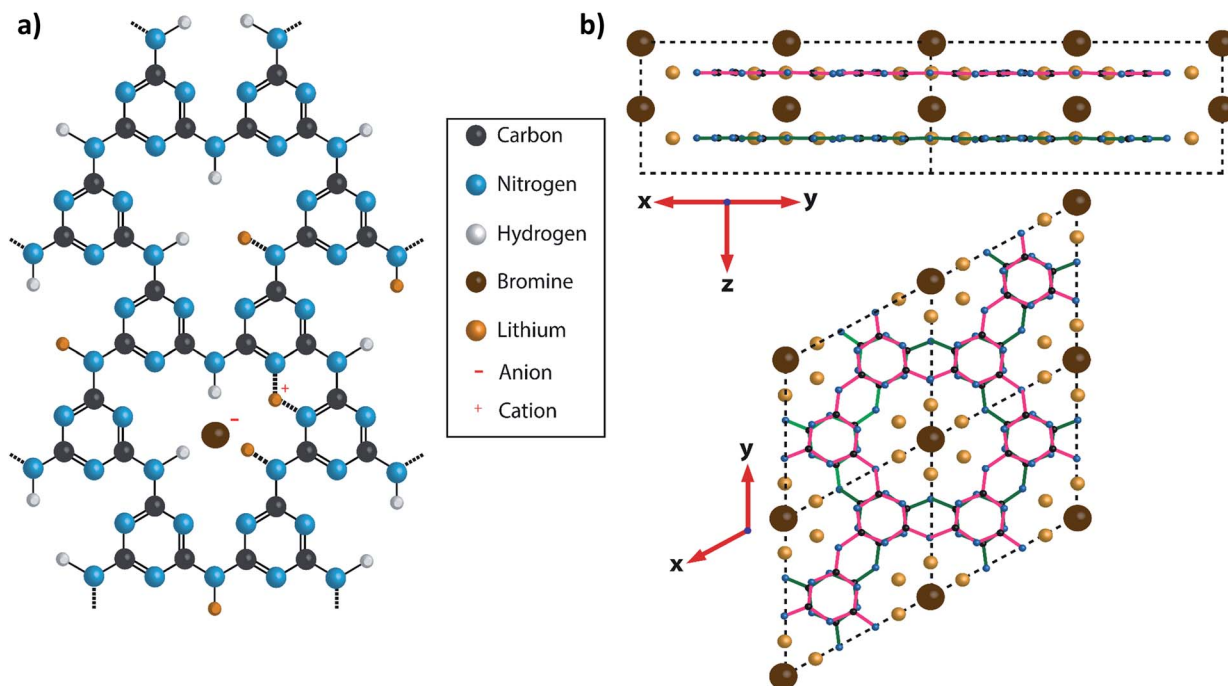 a)
Carbon
Nitrogen
Hydrogen
Bromine
Lithium
- Anion
+ Cation
+
-
b)
x
y
z
y
x